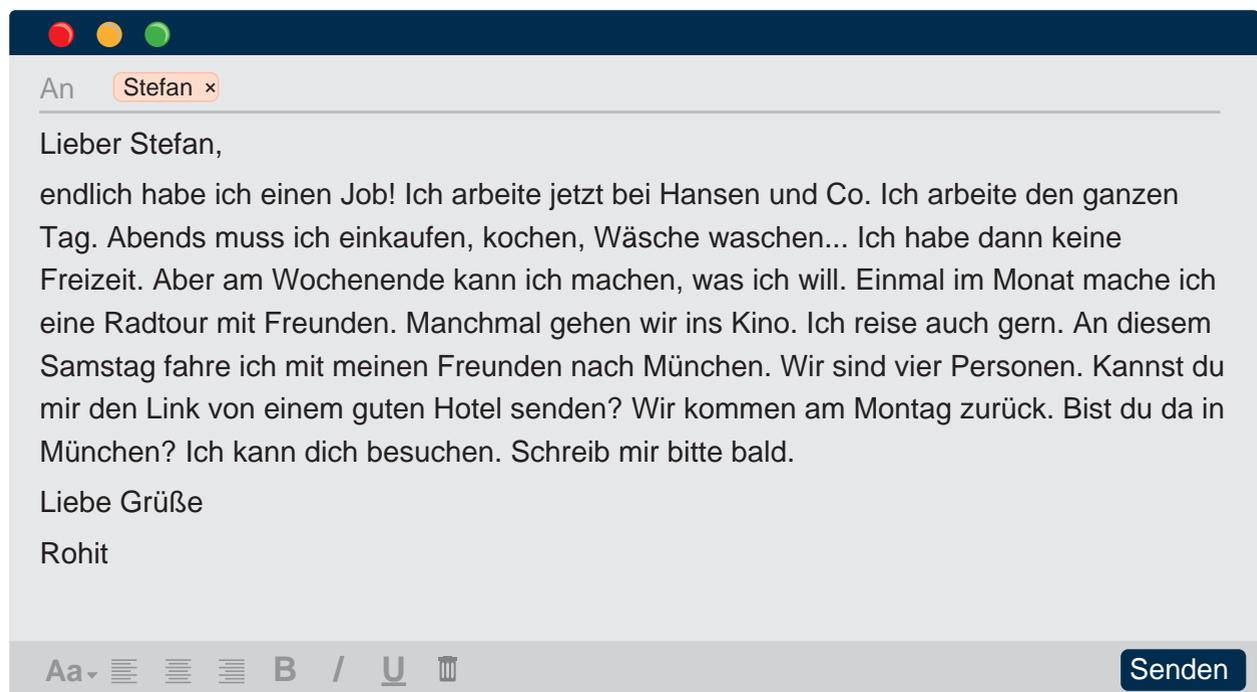 An Stefan ×
Lieber Stefan,
endlich habe ich einen Job! Ich arbeite jetzt bei Hansen und Co. Ich arbeite den ganzen
Tag. Abends muss ich einkaufen, kochen, Wäsche waschen... Ich habe dann keine
Freizeit. Aber am Wochenende kann ich machen, was ich will. Einmal im Monat mache ich
eine Radtour mit Freunden. Manchmal gehen wir ins Kino. Ich reise auch gern. An diesem
Samstag fahre ich mit meinen Freunden nach München. Wir sind vier Personen. Kannst du
mir den Link von einem guten Hotel senden? Wir kommen am Montag zurück. Bist du da in
München? Ich kann dich besuchen. Schreib mir bitte bald.
Liebe Grüße
Rohit
Aa B I U Senden